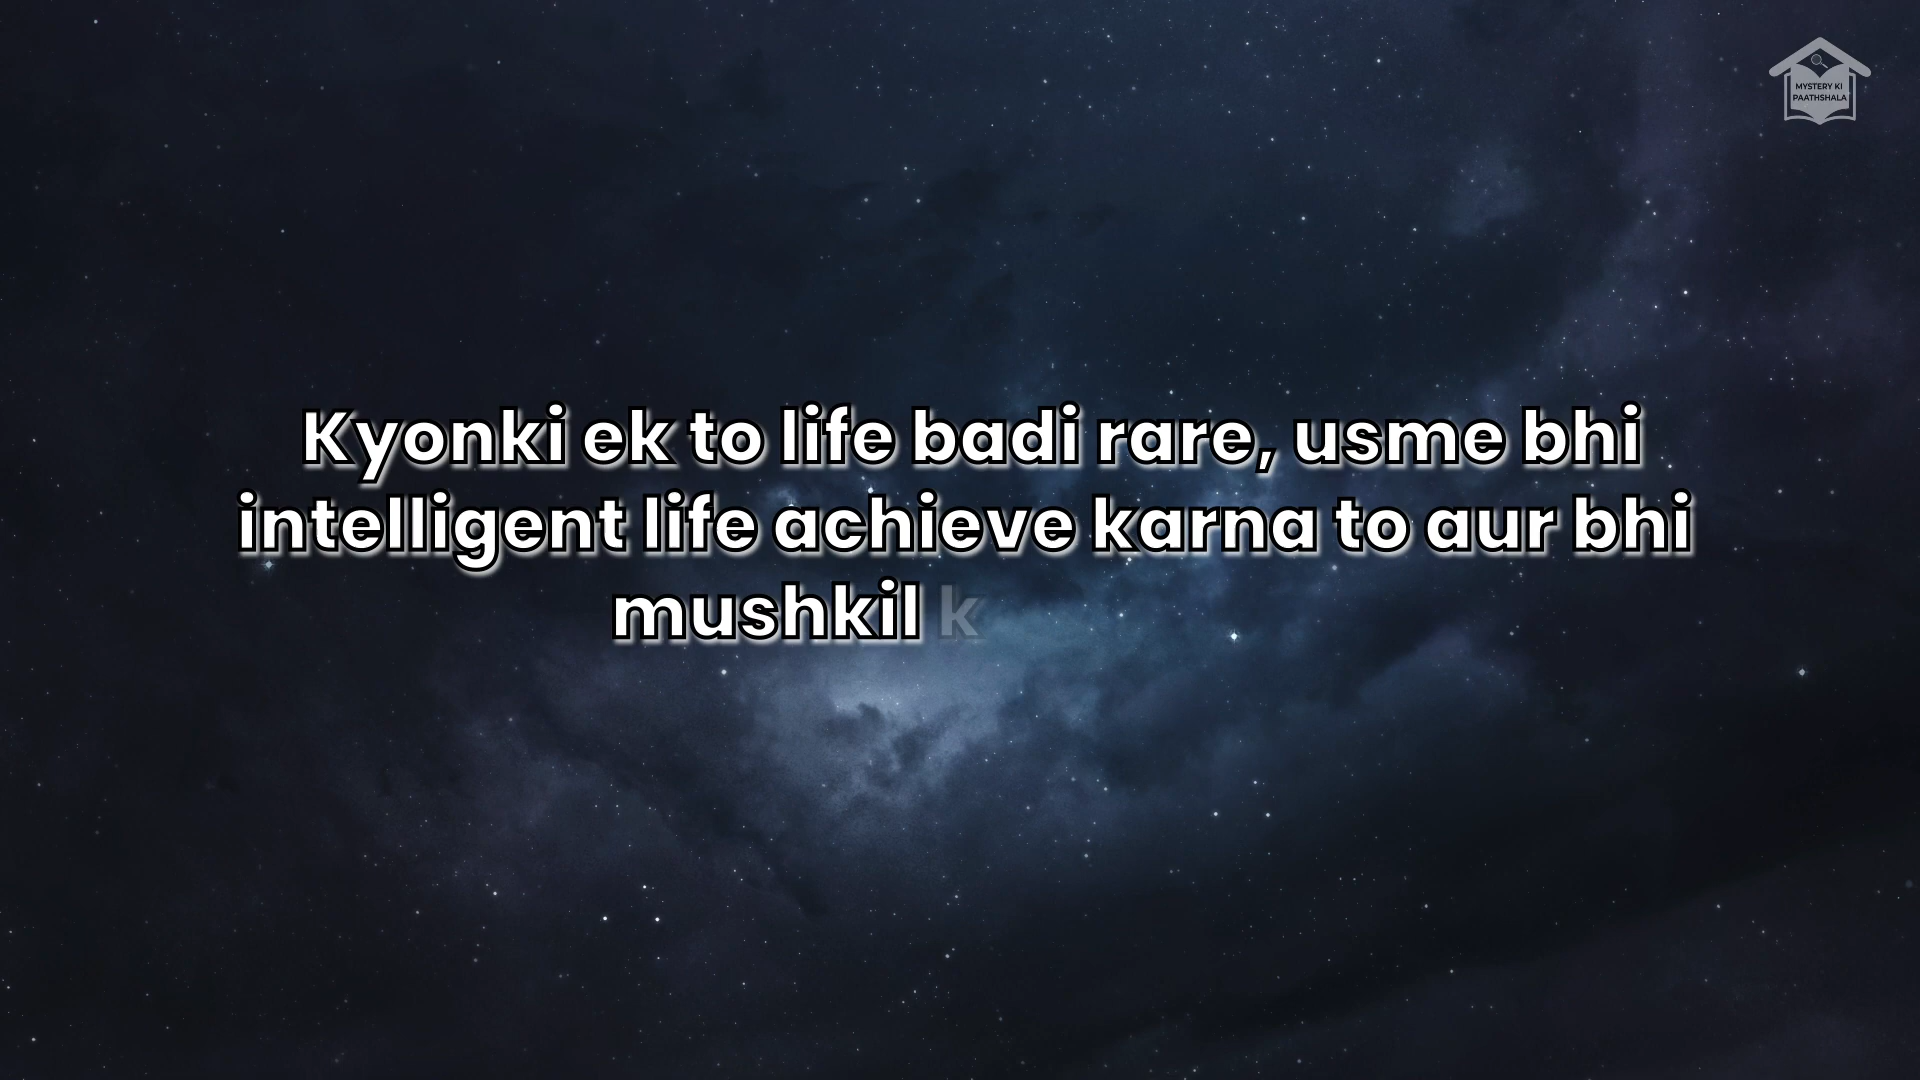 MYSTERY KI
PAATHSHALA
Kyonki ek to life badi rare, usme bhi
intelligent life achieve karna to aur bhi
mushkil k